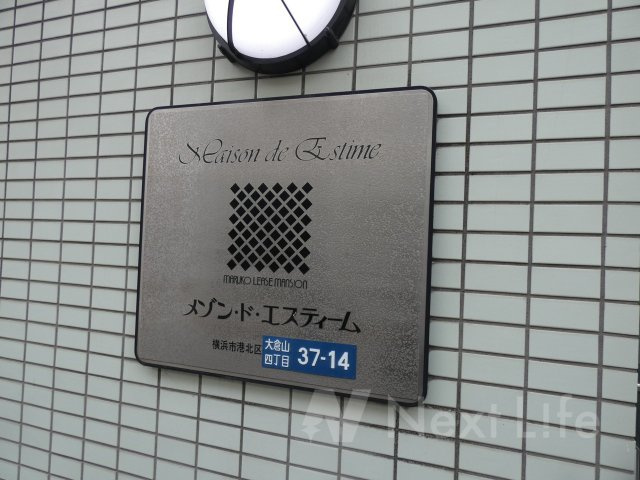 Maison de Estime
MARUKO LEASE MANSION
メゾン・ド・エスティーム
横浜市港北区 大倉山 四丁目 37-14
Next Life